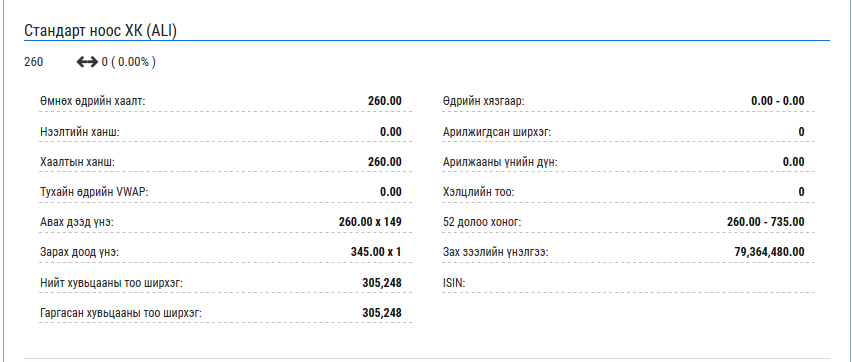 Стандарт ноос ХК (ALI)
260 0 ( 0.00% )
Өмнөх өдрийн хаалт: 260.00
Нээлтийн ханш: 0.00
Хаалтын ханш: 260.00
Тухайн өдрийн VWAP: 0.00
Авах дээд үнэ: 260.00 x 149
Зарах доод үнэ: 345.00 x 1
Нийт хувьцааны тоо ширхэг: 305,248
Гаргасан хувьцааны тоо ширхэг: 305,248
Өдрийн хязгаар: 0.00 - 0.00
Арилжигдсан ширхэг: 0
Арилжааны үнийн дүн: 0.00
Хэлцлийн тоо: 0
52 долоо хоног: 260.00 - 735.00
Зах зээлийн үнэлгээ: 79,364,480.00
ISIN: